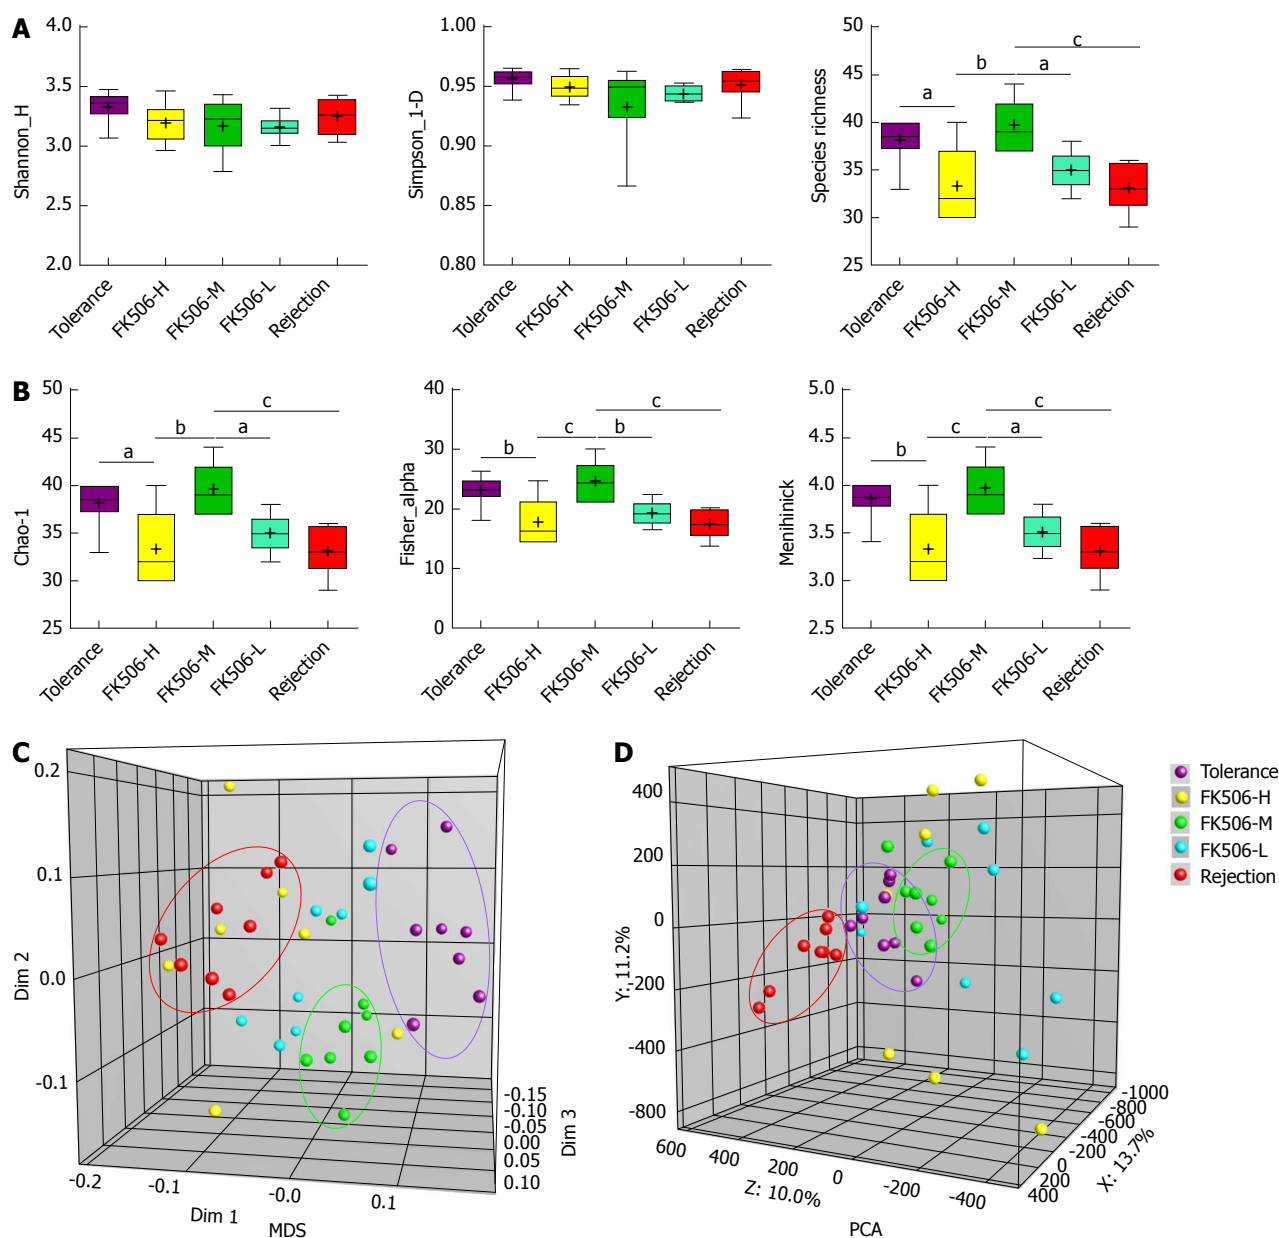 A
Shannon_H
4.0
3.5
3.0
2.5
2.0
Tolerance
FK506-H
FK506-M
FK506-L
Rejection
Simpson_1-D
1.00
0.95
0.90
0.85
0.80
Tolerance
FK506-H
FK506-M
FK506-L
Rejection
Species richness
50
45
40
35
30
25
a
b
a
c
Tolerance
FK506-H
FK506-M
FK506-L
Rejection
B
Chao-1
50
45
40
35
30
25
a
b
a
c
Tolerance
FK506-H
FK506-M
FK506-L
Rejection
Fisher_alpha
40
30
20
10
0
b
c
b
c
Tolerance
FK506-H
FK506-M
FK506-L
Rejection
Menihinick
5.0
4.5
4.0
3.5
3.0
2.5
b
c
a
c
Tolerance
FK506-H
FK506-M
FK506-L
Rejection
C
Dim 2
0.2
0.1
0.0
-0.1
-0.2
-0.1
-0.0
0.1
Dim 1
-0.15
-0.10
-0.05
0.00
0.05
0.10
Dim 3
MDS
D
Y: 11.2%
400
200
0
-200
-400
-800
600
400
200
0
-200
-400
Z: 10.0%
-1000
-800
-600
-400
-200
0
200
400
X: 13.7%
PCA
Tolerance
FK506-H
FK506-M
FK506-L
Rejection